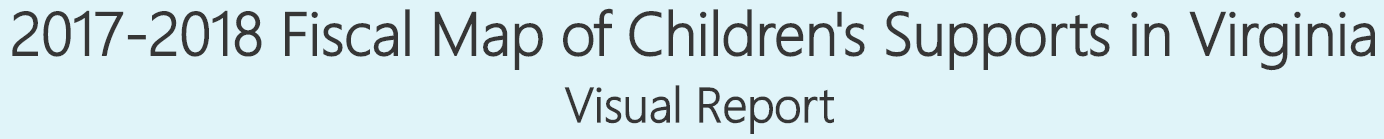 2017-2018 Fiscal Map of Children's Supports in Virginia
Visual Report